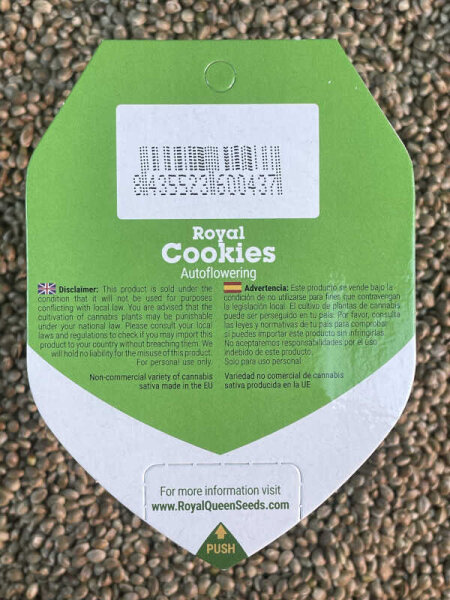 8 435523 600437
Royal
Cookies
Autoflowering
Disclaimer: This product is sold under the
condition that it will not be used for purposes
conflicting with local law. You are advised that the
cultivation of cannabis plants may be punishable
under your national law. Please consult your local
laws and regulations to check if you may import this
product to your country without breaching them. We
will hold no liability for the misuse of this product.
For personal use only.
Non-commercial variety of cannabis
sativa made in the EU
Advertencia: Este producto se vende bajo la
condición de no utilizarse para fines que contravengan
la legislación local. El cultivo de plantas de cannabis
puede ser perseguido en tu país. Por favor, consulta
las leyes y normativas de tu país para comprobar
si puedes importar este producto sin infringirlas.
No aceptaremos responsabilidades por el uso
indebido de este producto.
Solo para uso personal.
Variedad no comercial de cannabis
sativa producida en la UE
For more information visit
www.RoyalQueenSeeds.com
PUSH